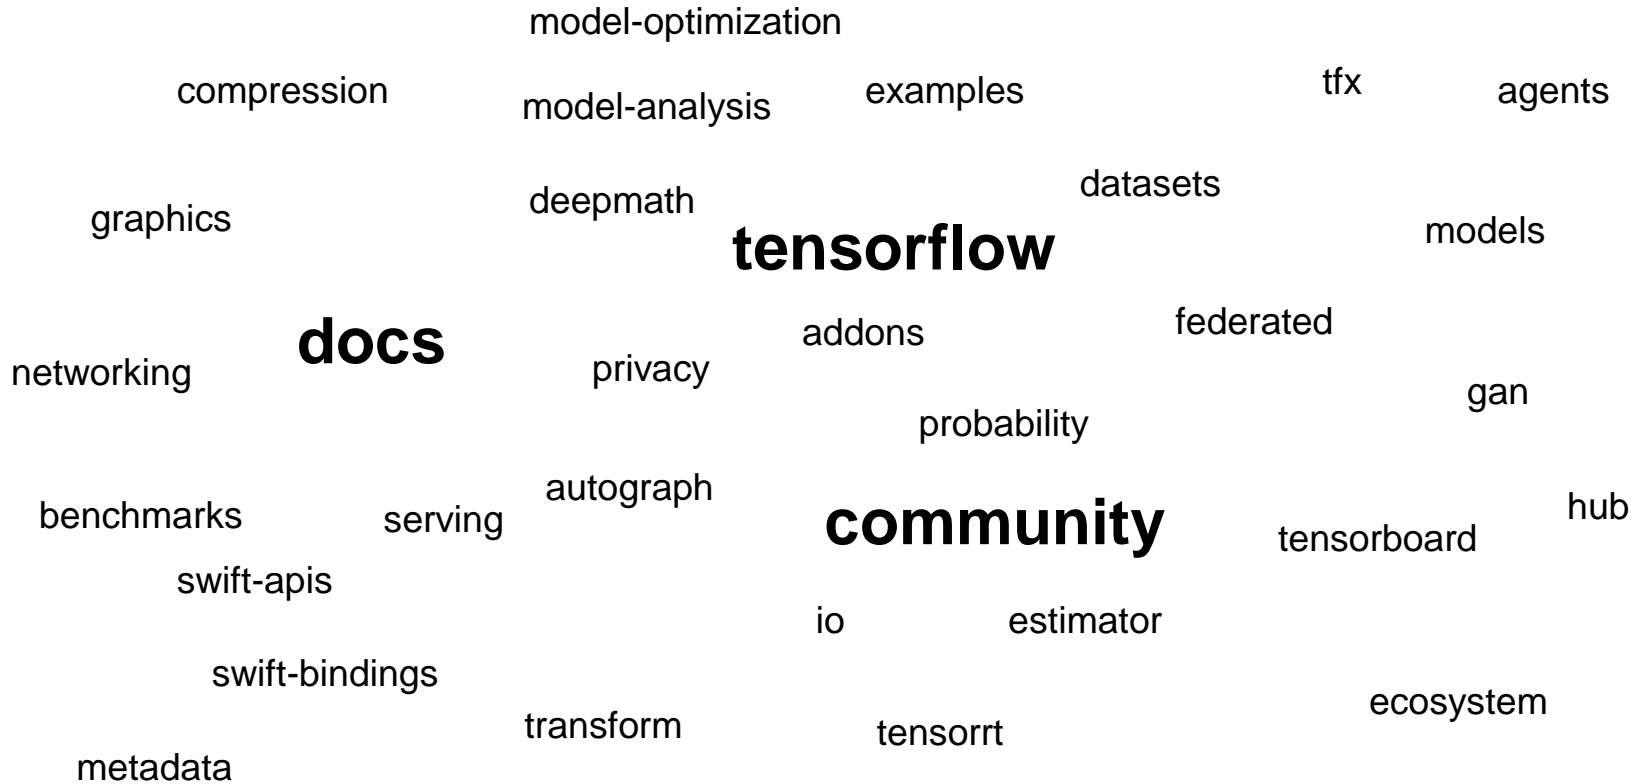 model-optimization
compression
model-analysis
examples
tfx
agents
graphics
deepmath
tensorflow
datasets
models
networking
docs
privacy
addons
federated
probability
gan
benchmarks
serving
autograph
community
tensorboard
hub
swift-apis
io
estimator
swift-bindings
ecosystem
transform
tensorrt
metadata